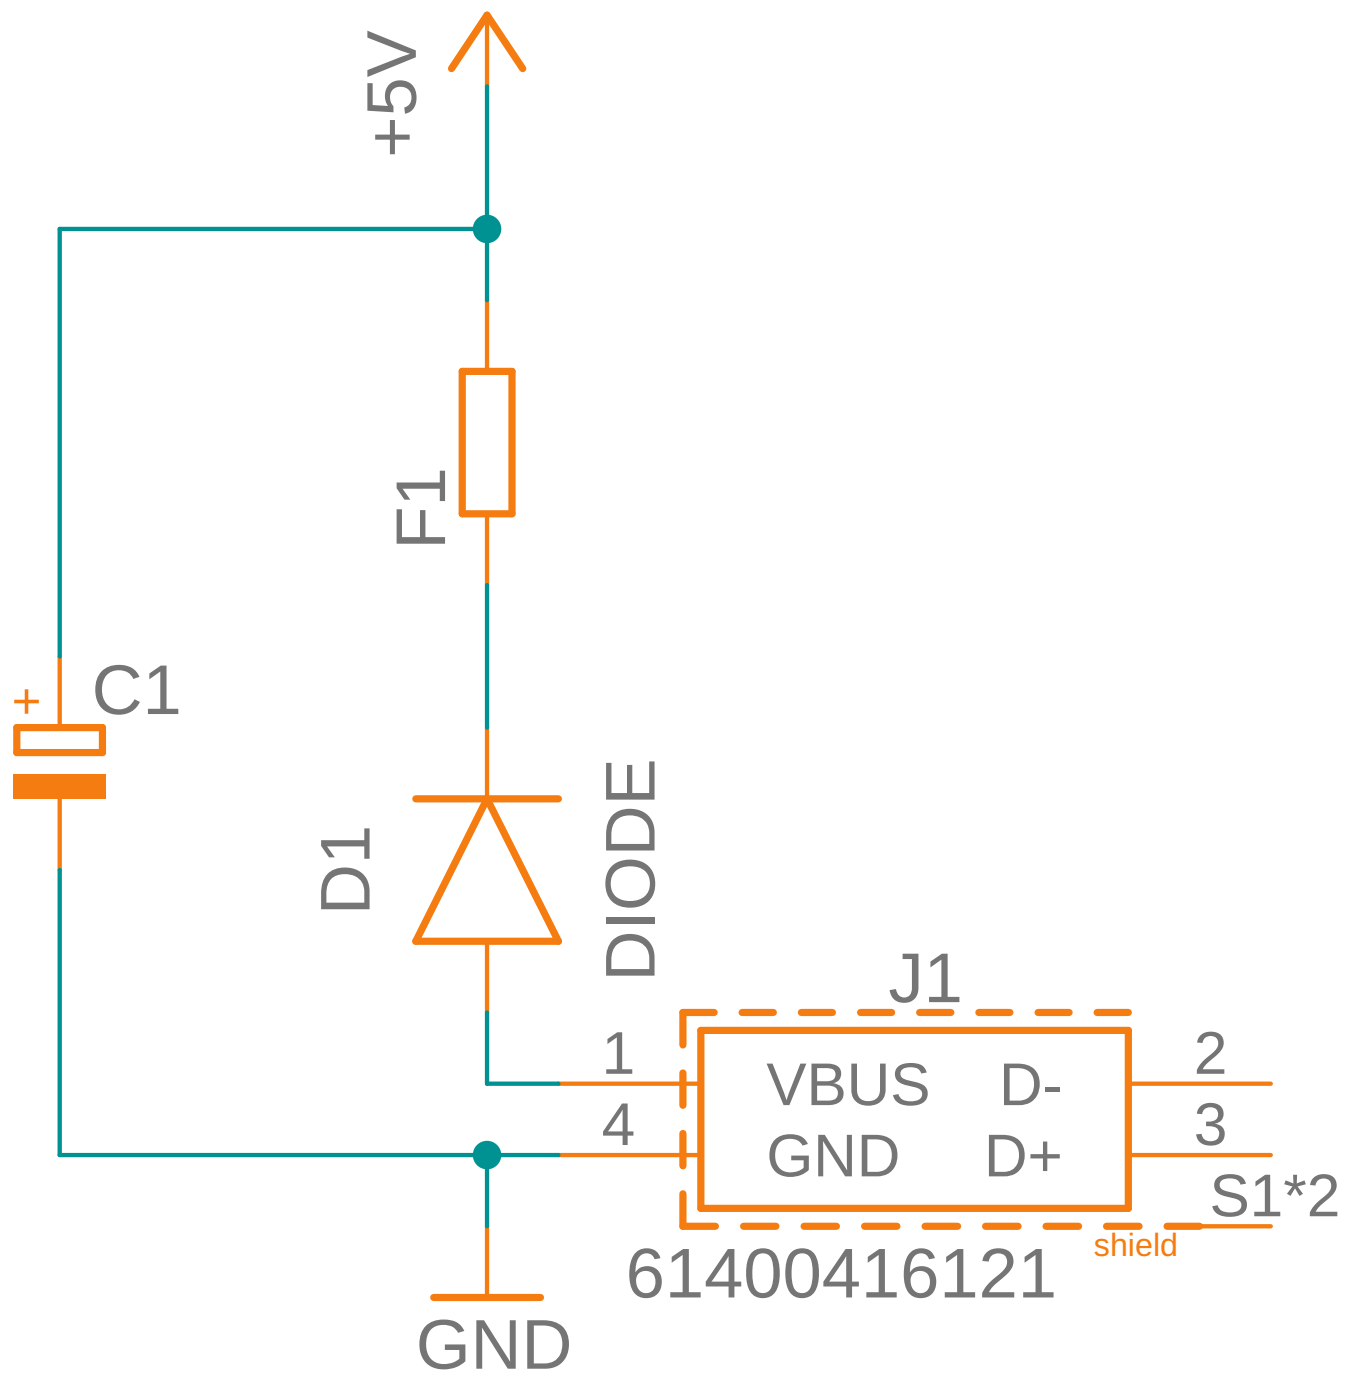 +5V
F1
+
C1
D1
DIODE
J1
1
VBUS
D-
2
4
GND
D+
3
S1*2
shield
61400416121
GND